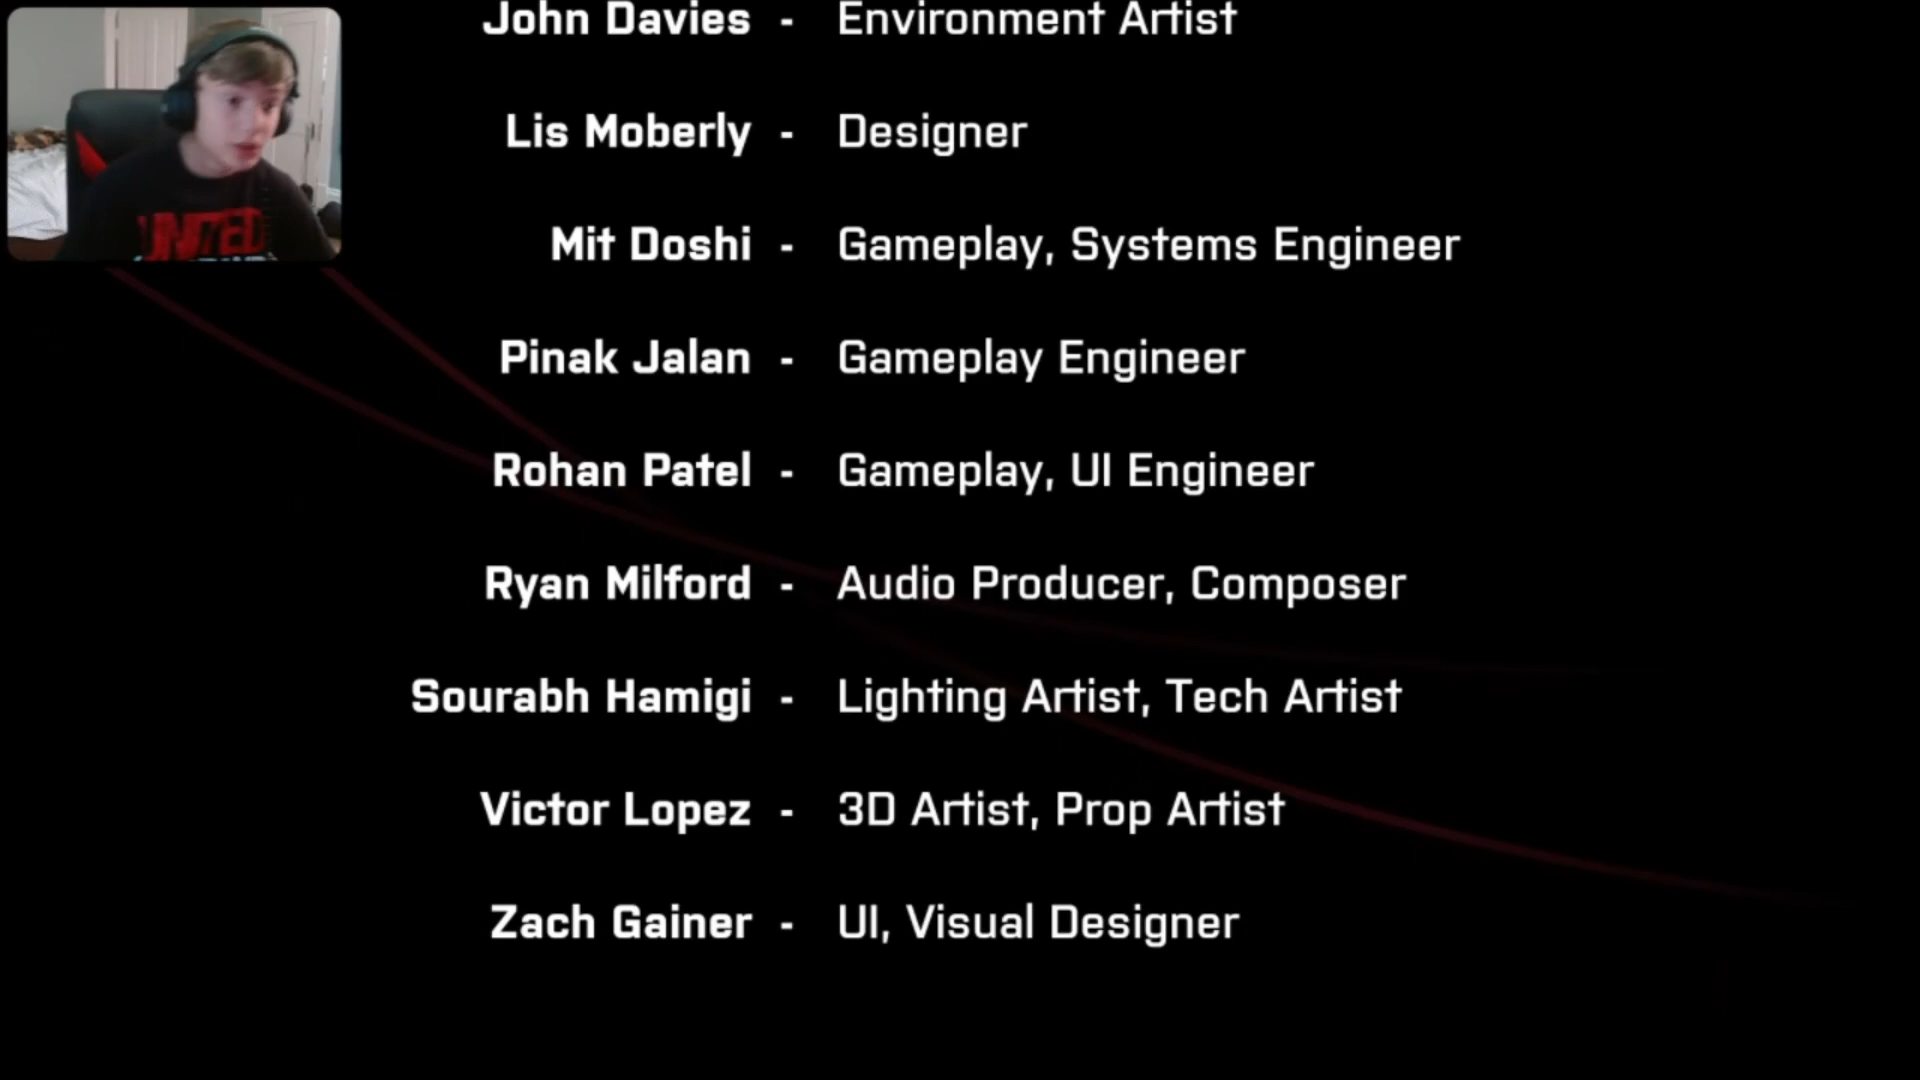 John Davies - Environment Artist
Lis Moberly - Designer
Mit Doshi - Gameplay, Systems Engineer
Pinak Jalan - Gameplay Engineer
Rohan Patel - Gameplay, UI Engineer
Ryan Milford - Audio Producer, Composer
Sourabh Hamigi - Lighting Artist, Tech Artist
Victor Lopez - 3D Artist, Prop Artist
Zach Gainer - UI, Visual Designer
UNITED